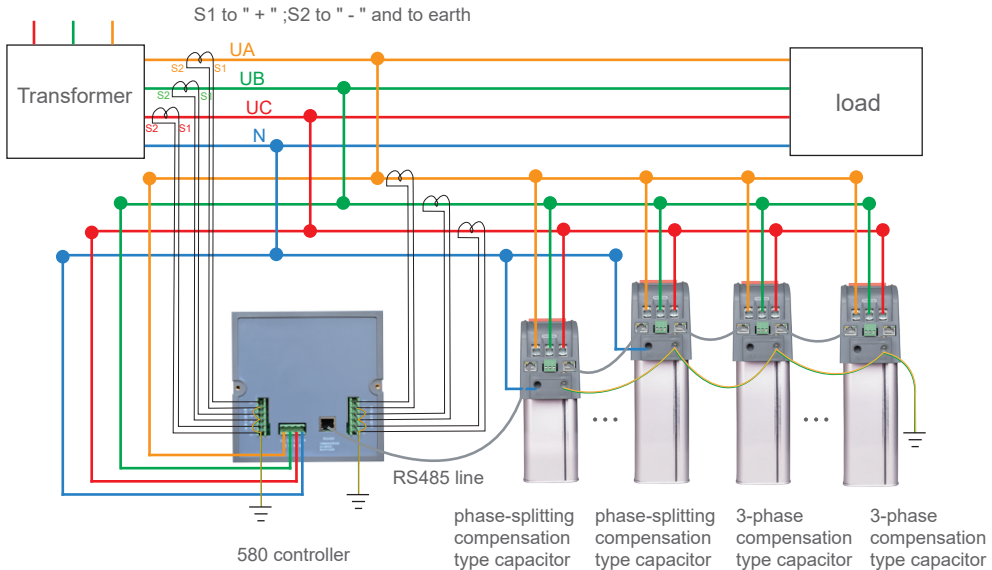 S1 to " + " ;S2 to " - " and to earth
UA
S2 S1
Transformer
UB
S2 S1
load
UC
S2 S1
N
RS485 line
580 controller
phase-splitting
compensation
type capacitor
phase-splitting
compensation
type capacitor
3-phase
compensation
type capacitor
3-phase
compensation
type capacitor